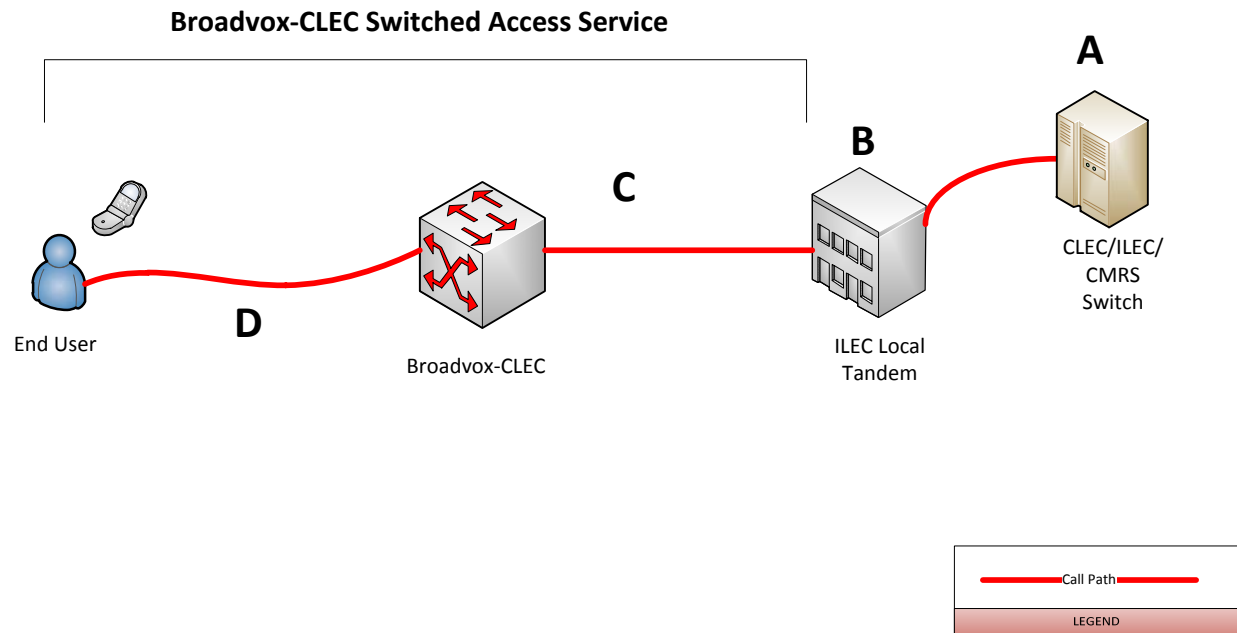 Broadvox-CLEC Switched Access Service
A
B
C
CLEC/ILEC/
CMRS
Switch
D
End User
Broadvox-CLEC
ILEC Local
Tandem
Call Path
LEGEND